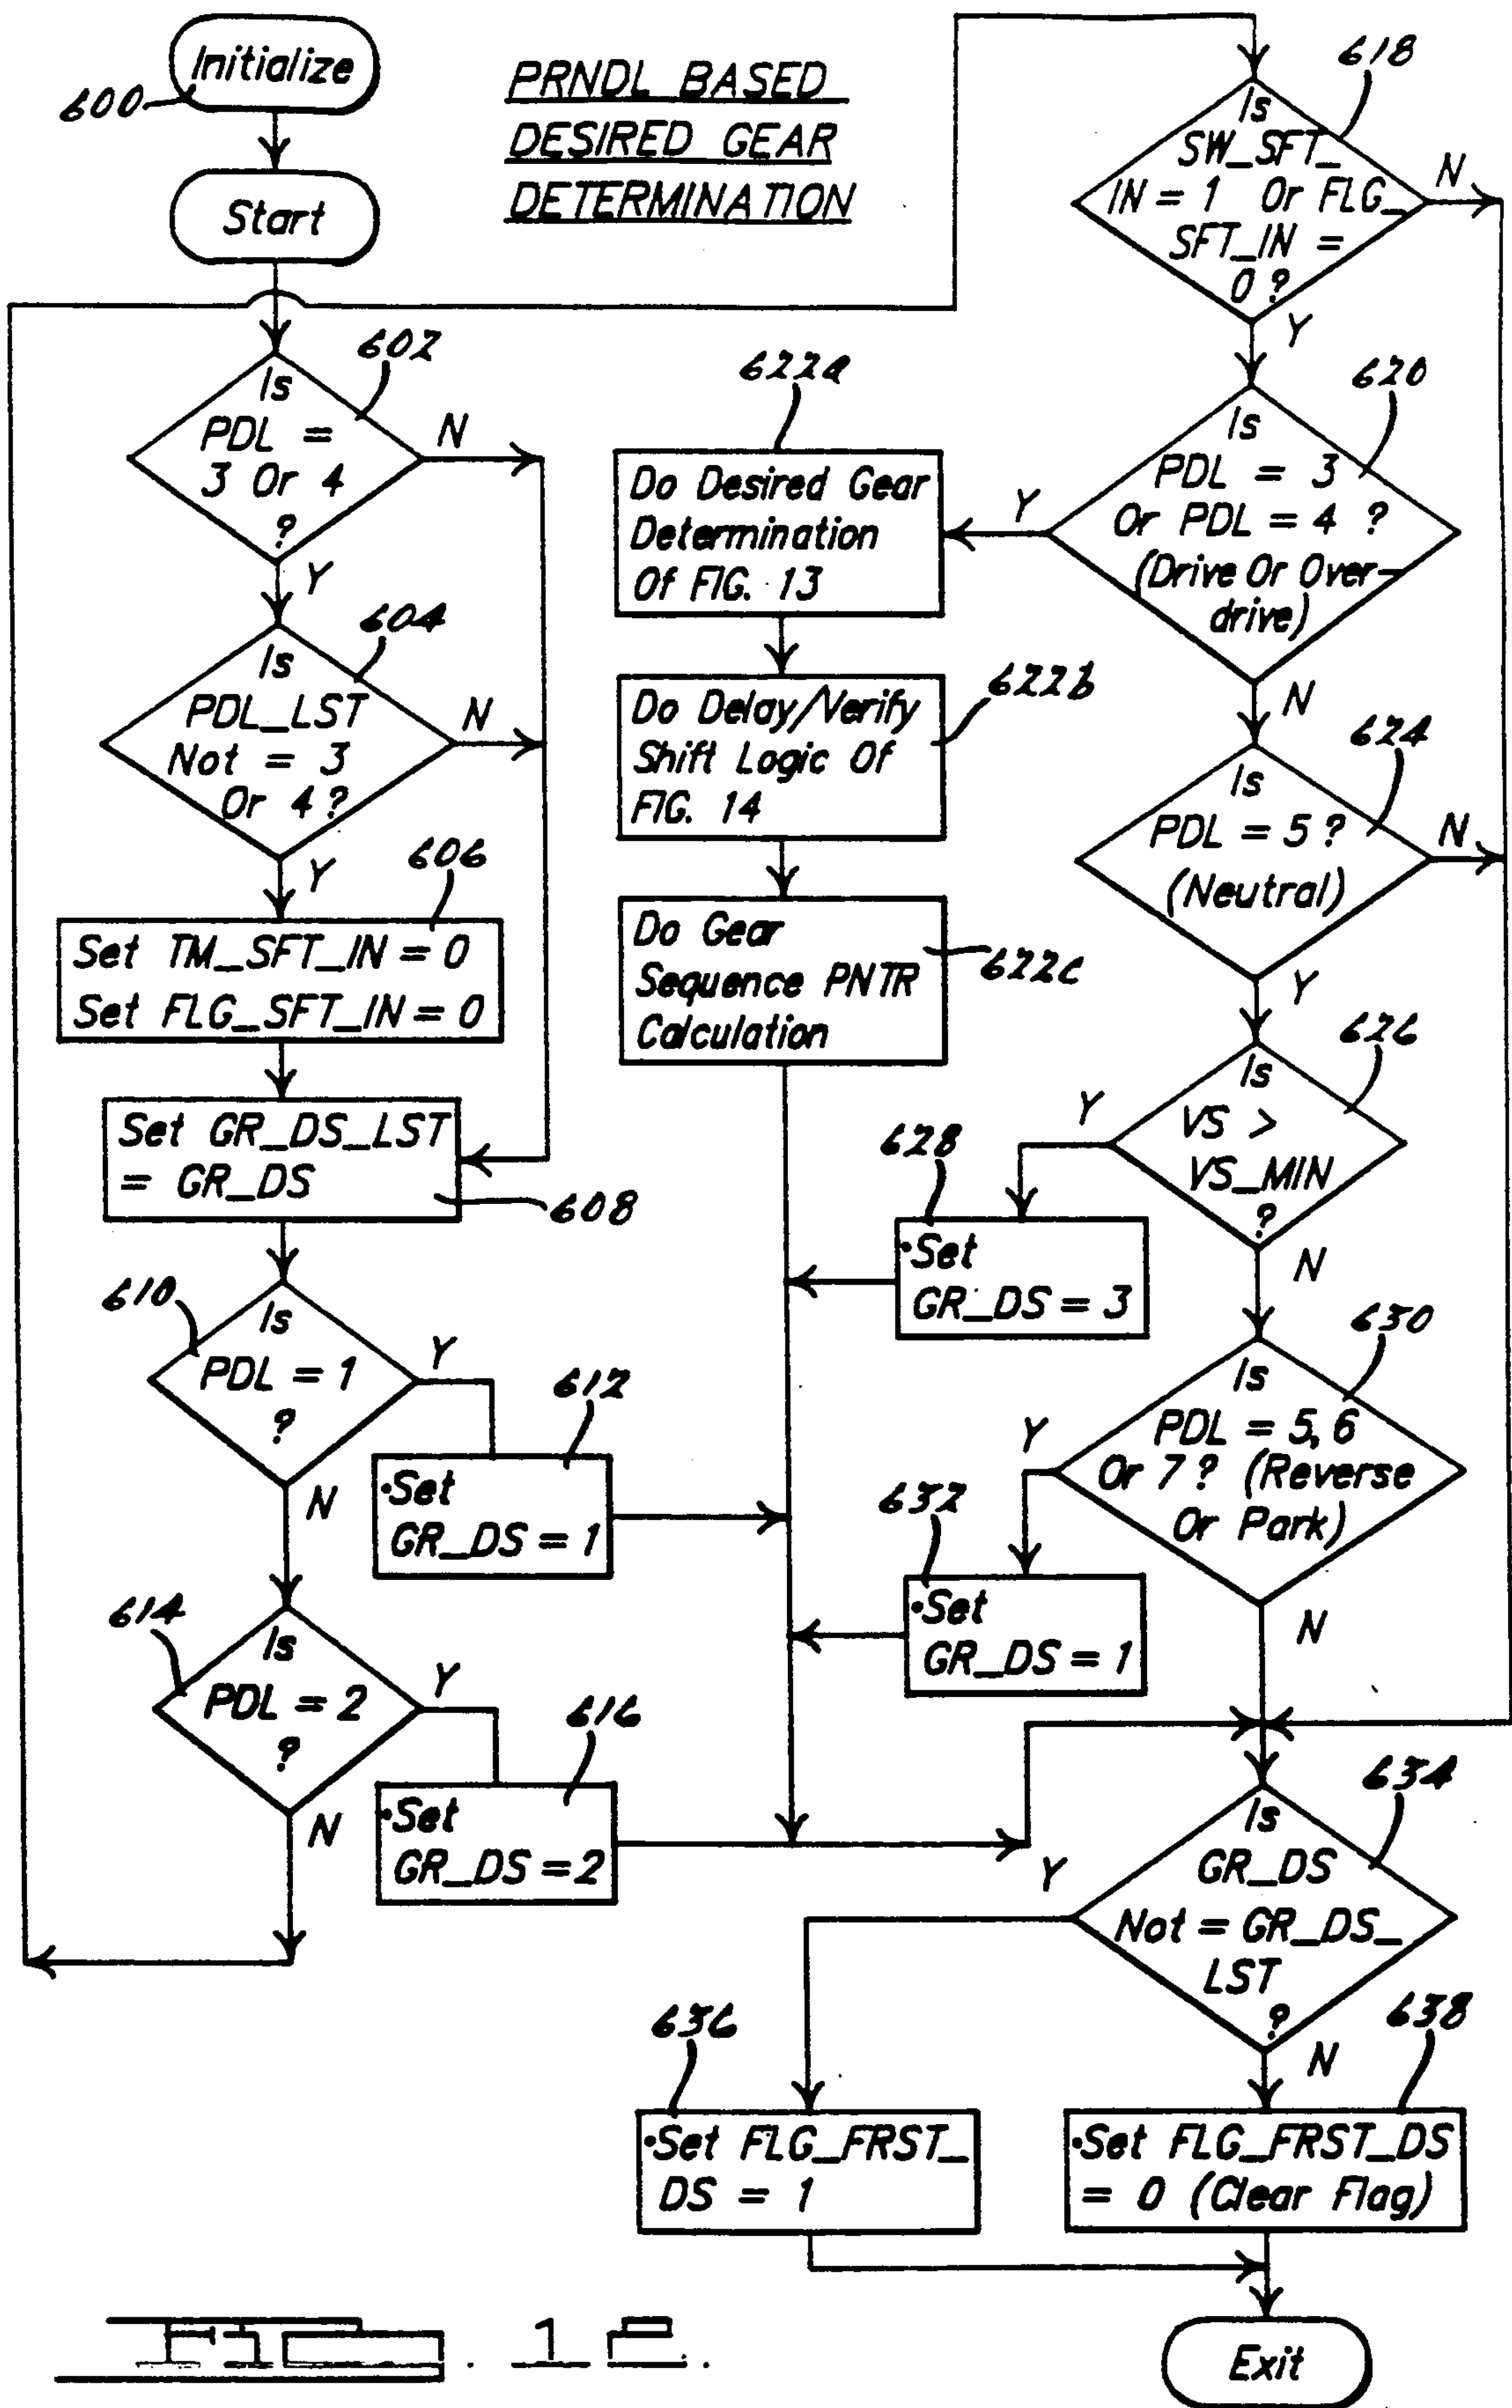 Initialize
600
Start
PRNDL BASED
DESIRED GEAR
DETERMINATION
602
Is
PDL =
3 Or 4
?
N
Y
604
Is
PDL_LST
Not = 3
Or 4?
N
Y
606
Set TM_SFT_IN = 0
Set FLG_SFT_IN = 0
Set GR_DS_LST
= GR_DS
608
610
Is
PDL = 1
?
Y
N
612
Set
GR_DS = 1
614
Is
PDL = 2
?
Y
N
616
Set
GR_DS = 2
618
Is
SW_SFT_
IN = 1 Or FLG_
SFT_IN =
0 ?
N
Y
620
Is
PDL = 3
Or PDL = 4 ?
(Drive Or Over-
drive)
Y
N
622a
Do Desired Gear
Determination
Of FIG. 13
622b
Do Delay/Verify
Shift Logic Of
FIG. 14
622c
Do Gear
Sequence PNTR
Calculation
624
Is
PDL = 5 ?
(Neutral)
N
Y
626
Is
VS >
VS_MIN
?
Y
N
628
Set
GR_DS = 3
630
Is
PDL = 5, 6
Or 7 ? (Reverse
Or Park)
Y
N
632
Set
GR_DS = 1
634
Is
GR_DS
Not = GR_DS_
LST
?
Y
N
636
Set FLG_FRST_
DS = 1
638
Set FLG_FRST_DS
= 0 (Clear Flag)
Exit